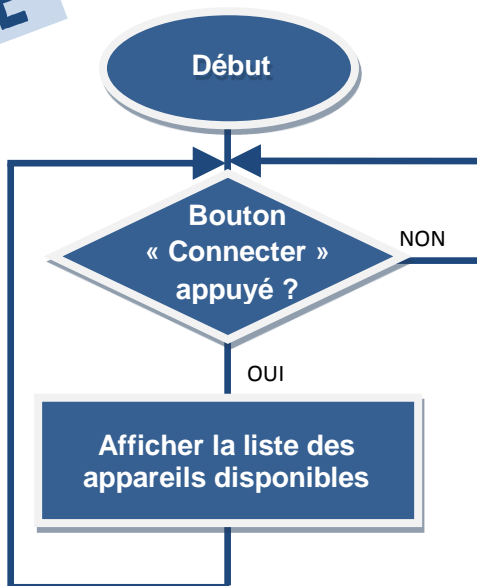 Début
Bouton
« Connecter »
appuyé ?
NON
OUI
Afficher la liste des
appareils disponibles